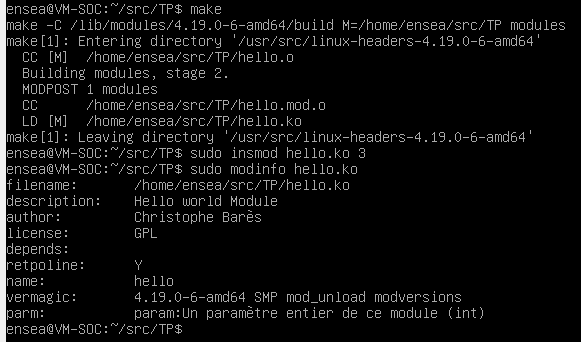 ensea@VM-SOC:~/src/TP$ make
make -C /lib/modules/4.19.0-6-amd64/build M=/home/ensea/src/TP modules
make[1]: Entering directory '/usr/src/linux-headers-4.19.0-6-amd64'
  CC [M]  /home/ensea/src/TP/hello.o
  Building modules, stage 2.
  MODPOST 1 modules
  CC      /home/ensea/src/TP/hello.mod.o
  LD [M]  /home/ensea/src/TP/hello.ko
make[1]: Leaving directory '/usr/src/linux-headers-4.19.0-6-amd64'
ensea@VM-SOC:~/src/TP$ sudo insmod hello.ko 3
ensea@VM-SOC:~/src/TP$ sudo modinfo hello.ko
filename:       /home/ensea/src/TP/hello.ko
description:    Hello world Module
author:         Christophe Barès
license:        GPL
depends:
retpoline:      Y
name:           hello
vermagic:       4.19.0-6-amd64 SMP mod_unload modversions
parm:           param:Un paramètre entier de ce module (int)
ensea@VM-SOC:~/src/TP$